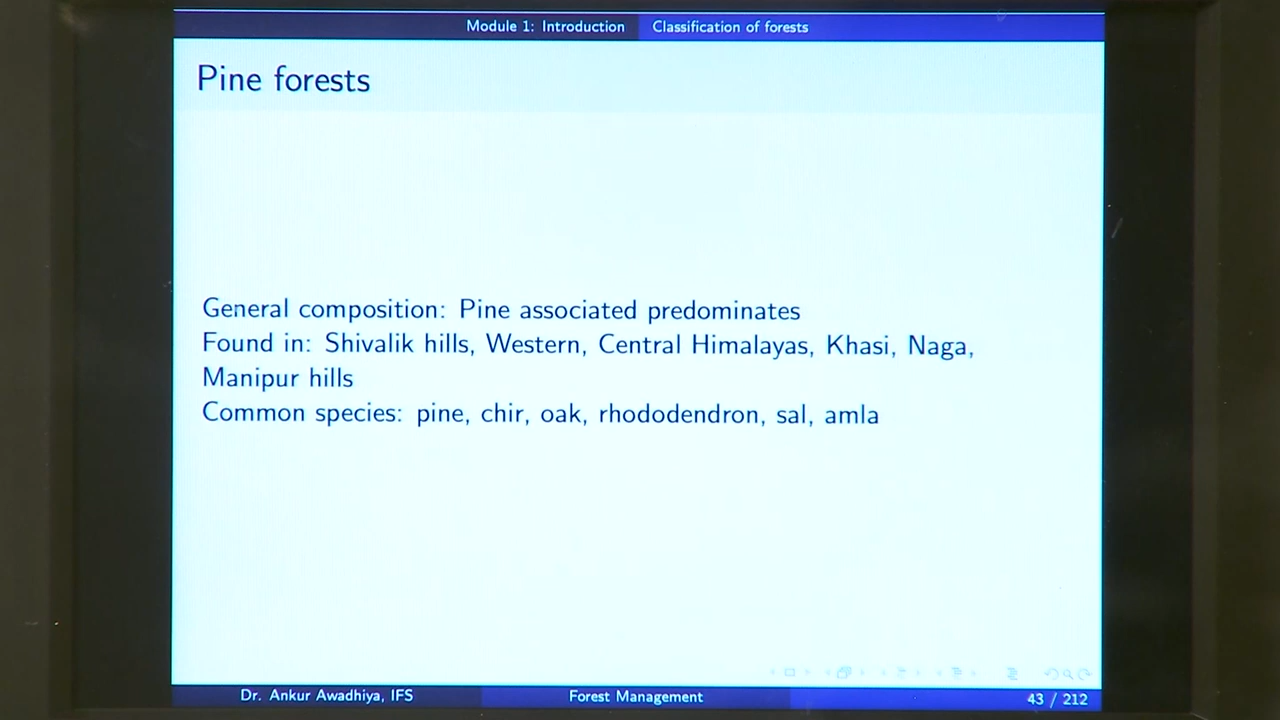 Module 1: Introduction Classification of forests
Pine forests
General composition: Pine associated predominates
Found in: Shivalik hills, Western, Central Himalayas, Khasi, Naga,
Manipur hills
Common species: pine, chir, oak, rhododendron, sal, amla
Dr. Ankur Awadhiya, IFS Forest Management 43 / 212